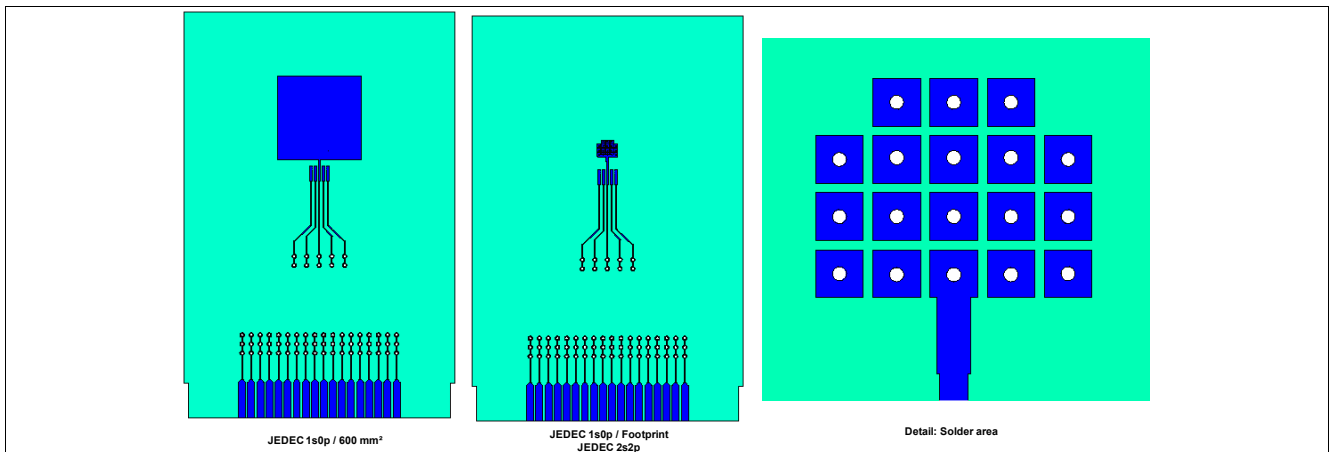 JEDEC 1s0p / 600 mm²
JEDEC 1s0p / Footprint
JEDEC 2s2p
Detail: Solder area